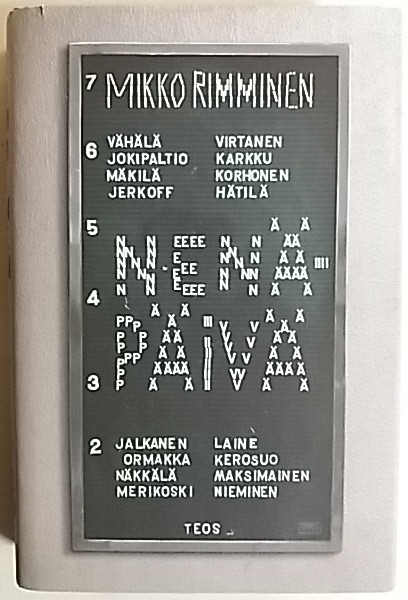 7 MIKKO RIMMINEN
6 VÄHÄLÄ VIRTANEN
JOKIPALTIO KARKKU
MÄKILÄ KORHONEN
JERKOFF HÄTILÄ
5
NENÄ
4
PÄIVÄ
3
2 JALKANEN LAINE
ORMAKKA KEROSUO
NÄKKÄLÄ MAKSIMAINEN
MERIKOSKI NIEMINEN
TEOS